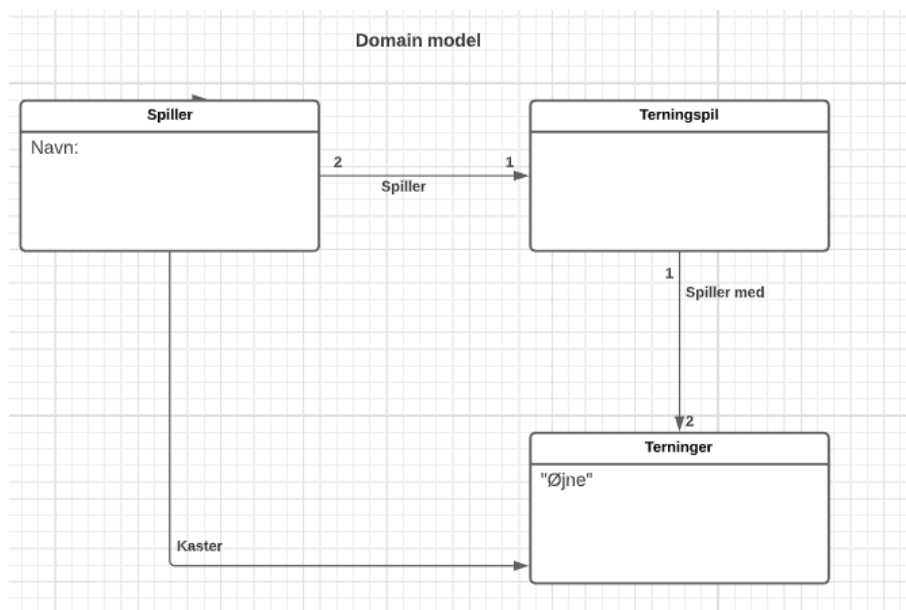 Domain model
Spiller
Navn:
2
1
Spiller
Terningspil
1
Spiller med
2
Terninger
"Øjne"
Kaster